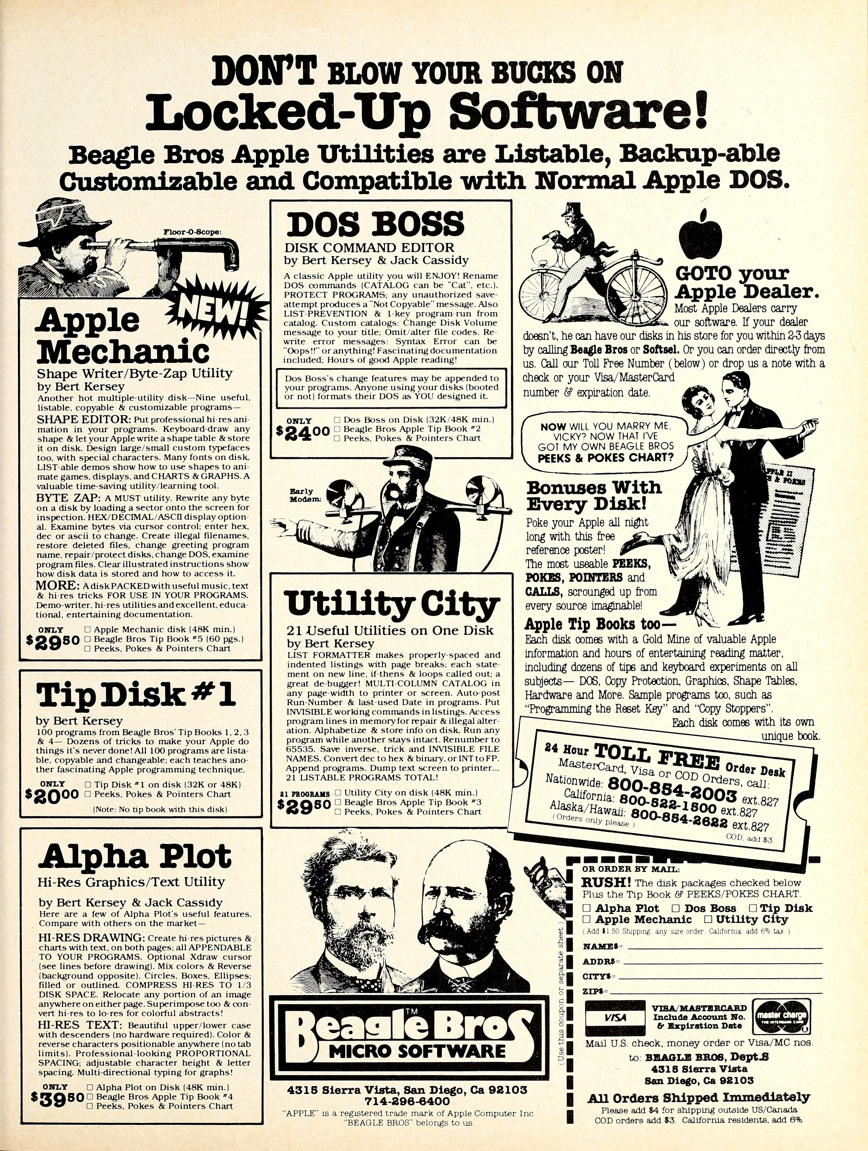 DON'T BLOW YOUR BUCKS ON
Locked-Up Software!
Beagle Bros Apple Utilities are Listable, Backup-able
Customizable and Compatible with Normal Apple DOS.
Floor-O-Scope:
NEW!
Apple
Mechanic
Shape Writer/Byte-Zap Utility
by Bert Kersey
Another hot multiple-utility disk—Nine useful,
listable, copyable & customizable programs—
SHAPE EDITOR: Put professional hi-res ani-
mation in your programs. Keyboard-draw any
shape & let your Apple write a shape table & store
it on disk. Design large/small custom typefaces
too, with special characters. Many fonts on disk.
LIST-able demos show how to use shapes to ani-
mate games, displays, and CHARTS & GRAPHS. A
valuable time-saving utility/learning tool.
BYTE ZAP: A MUST utility. Rewrite any byte
on a disk by loading a sector onto the screen for
inspection. HEX/DECIMAL/ASCII display option-
al. Examine bytes via cursor control; enter hex,
dec or ascii to change. Create illegal filenames,
restore deleted files, change greeting program
name, repair/protect disks, change DOS, examine
program files. Clear illustrated instructions show
how disk data is stored and how to access it.
MORE: A disk PACKED with useful music, text
& hi-res tricks FOR USE IN YOUR PROGRAMS.
Demo-writer, hi-res utilities and excellent, educa-
tional, entertaining documentation.
ONLY
$29.50
□ Apple Mechanic disk (48K min.)
□ Beagle Bros Tip Book #5 (60 pgs.)
□ Peeks, Pokes & Pointers Chart
Tip Disk #1
by Bert Kersey
100 programs from Beagle Bros' Tip Books 1, 2, 3
& 4— Dozens of tricks to make your Apple do
things it's never done! All 100 programs are lista-
ble, copyable and changeable; each teaches ano-
ther fascinating Apple programming technique.
ONLY
$20.00
□ Tip Disk #1 on disk (32K or 48K)
□ Peeks, Pokes & Pointers Chart
(Note: No tip book with this disk)
Alpha Plot
Hi-Res Graphics/Text Utility
by Bert Kersey & Jack Cassidy
Here are a few of Alpha Plot's useful features.
Compare with others on the market—
HI-RES DRAWING: Create hi-res pictures &
charts with text, on both pages; all APPENDABLE
TO YOUR PROGRAMS. Optional Xdraw cursor
(see lines before drawing). Mix colors & Reverse
(background opposite). Circles, Boxes, Ellipses;
filled or outlined. COMPRESS HI-RES TO 1/3
DISK SPACE. Relocate any portion of an image
anywhere on either page. Superimpose too & con-
vert hi-res to lo-res for colorful abstracts!
HI-RES TEXT: Beautiful upper/lower case
with descenders (no hardware required). Color &
reverse characters positionable anywhere (no tab
limits). Professional-looking PROPORTIONAL
SPACING; adjustable character height & letter
spacing. Multi-directional typing for graphs!
ONLY
$39.50
□ Alpha Plot on Disk (48K min.)
□ Beagle Bros Apple Tip Book #4
□ Peeks, Pokes & Pointers Chart
DOS BOSS
DISK COMMAND EDITOR
by Bert Kersey & Jack Cassidy
A classic Apple utility you will ENJOY! Rename
DOS commands (CATALOG can be "Cat", etc.).
PROTECT PROGRAMS; any unauthorized save-
attempt produces a "Not Copyable" message. Also
LIST-PREVENTION & 1-key program-run from
catalog. Custom catalogs: Change Disk Volume
message to your title; Omit/alter file codes. Re-
write error messages: Syntax Error can be
"Oops!!" or anything! Fascinating documentation
included; Hours of good Apple reading!
Dos Boss's change features may be appended to
your programs. Anyone using your disks (booted
or not) formats their DOS as YOU designed it.
ONLY
$24.00
□ Dos Boss on Disk (32K/48K min.)
□ Beagle Bros Apple Tip Book #2
□ Peeks, Pokes & Pointers Chart
Early
Modem:
Utility City
21 Useful Utilities on One Disk
by Bert Kersey
LIST FORMATTER makes properly-spaced and
indented listings with page breaks; each state-
ment on new line, if-thens & loops called out; a
great de-bugger! MULTI-COLUMN CATALOG in
any page-width to printer or screen. Auto-post
Run-Number & last-used Date in programs. Put
INVISIBLE working commands in listings. Access
program lines in memory for repair & illegal alter-
ation. Alphabetize & store info on disk. Run any
program while another stays intact. Renumber to
65535. Save inverse, trick and INVISIBLE FILE
NAMES. Convert dec to hex & binary, or INT to FP.
Append programs. Dump text screen to printer...
21 LISTABLE PROGRAMS TOTAL!
21 PROGRAMS
$29.50
□ Utility City on disk (48K min.)
□ Beagle Bros Apple Tip Book #3
□ Peeks, Pokes & Pointers Chart
Beagle Bros™
MICRO SOFTWARE
4315 Sierra Vista, San Diego, Ca 92103
714-296-6400
"APPLE" is a registered trade mark of Apple Computer Inc.
"BEAGLE BROS" belongs to us.
GOTO your
Apple Dealer.
Most Apple Dealers carry
our software. If your dealer
doesn't, he can have our disks in his store for you within 2-3 days
by calling Beagle Bros or Softsel. Or you can order directly from
us. Call our Toll Free Number (below) or drop us a note with a
check or your Visa/MasterCard
number & expiration date.
NOW WILL YOU MARRY ME,
VICKY? NOW THAT I'VE
GOT MY OWN BEAGLE BROS
PEEKS & POKES CHART?
Bonuses With
Every Disk!
Poke your Apple all night
long with this free
reference poster!
The most useable PEEKS,
POKES, POINTERS and
CALLS, scrounged up from
every source imaginable!
Apple Tip Books too—
Each disk comes with a Gold Mine of valuable Apple
information and hours of entertaining reading matter,
including dozens of tips and keyboard experiments on all
subjects— DOS, Copy Protection, Graphics, Shape Tables,
Hardware and More. Sample programs too, such as
"Programming the Reset Key" and "Copy Stoppers".
Each disk comes with its own
unique book.
24 Hour TOLL FREE Order Desk
MasterCard, Visa or COD Orders, call:
Nationwide: 800-854-2003 ext.827
California: 800-522-1500 ext.827
Alaska/Hawaii: 800-854-2622 ext.827
(Orders only please.)
COD, add $3
(Use this coupon or separate sheet.)
OR ORDER BY MAIL:
RUSH! The disk packages checked below
Plus the Tip Book & PEEKS/POKES CHART.
□ Alpha Plot □ Dos Boss □ Tip Disk
□ Apple Mechanic □ Utility City
(Add $1.50 Shipping, any size order. California: add 6% tax.)
NAME$=
ADDR$=
CITY$=
ZIP$=
VISA
VISA/MASTERCARD
Include Account No.
& Expiration Date
master charge
THE INTERBANK CARD
Mail U.S. check, money order or Visa/MC nos.
to: BEAGLE BROS, Dept.S
4315 Sierra Vista
San Diego, Ca 92103
All Orders Shipped Immediately
Please add $4 for shipping outside US/Canada
COD orders add $3. California residents, add 6%.